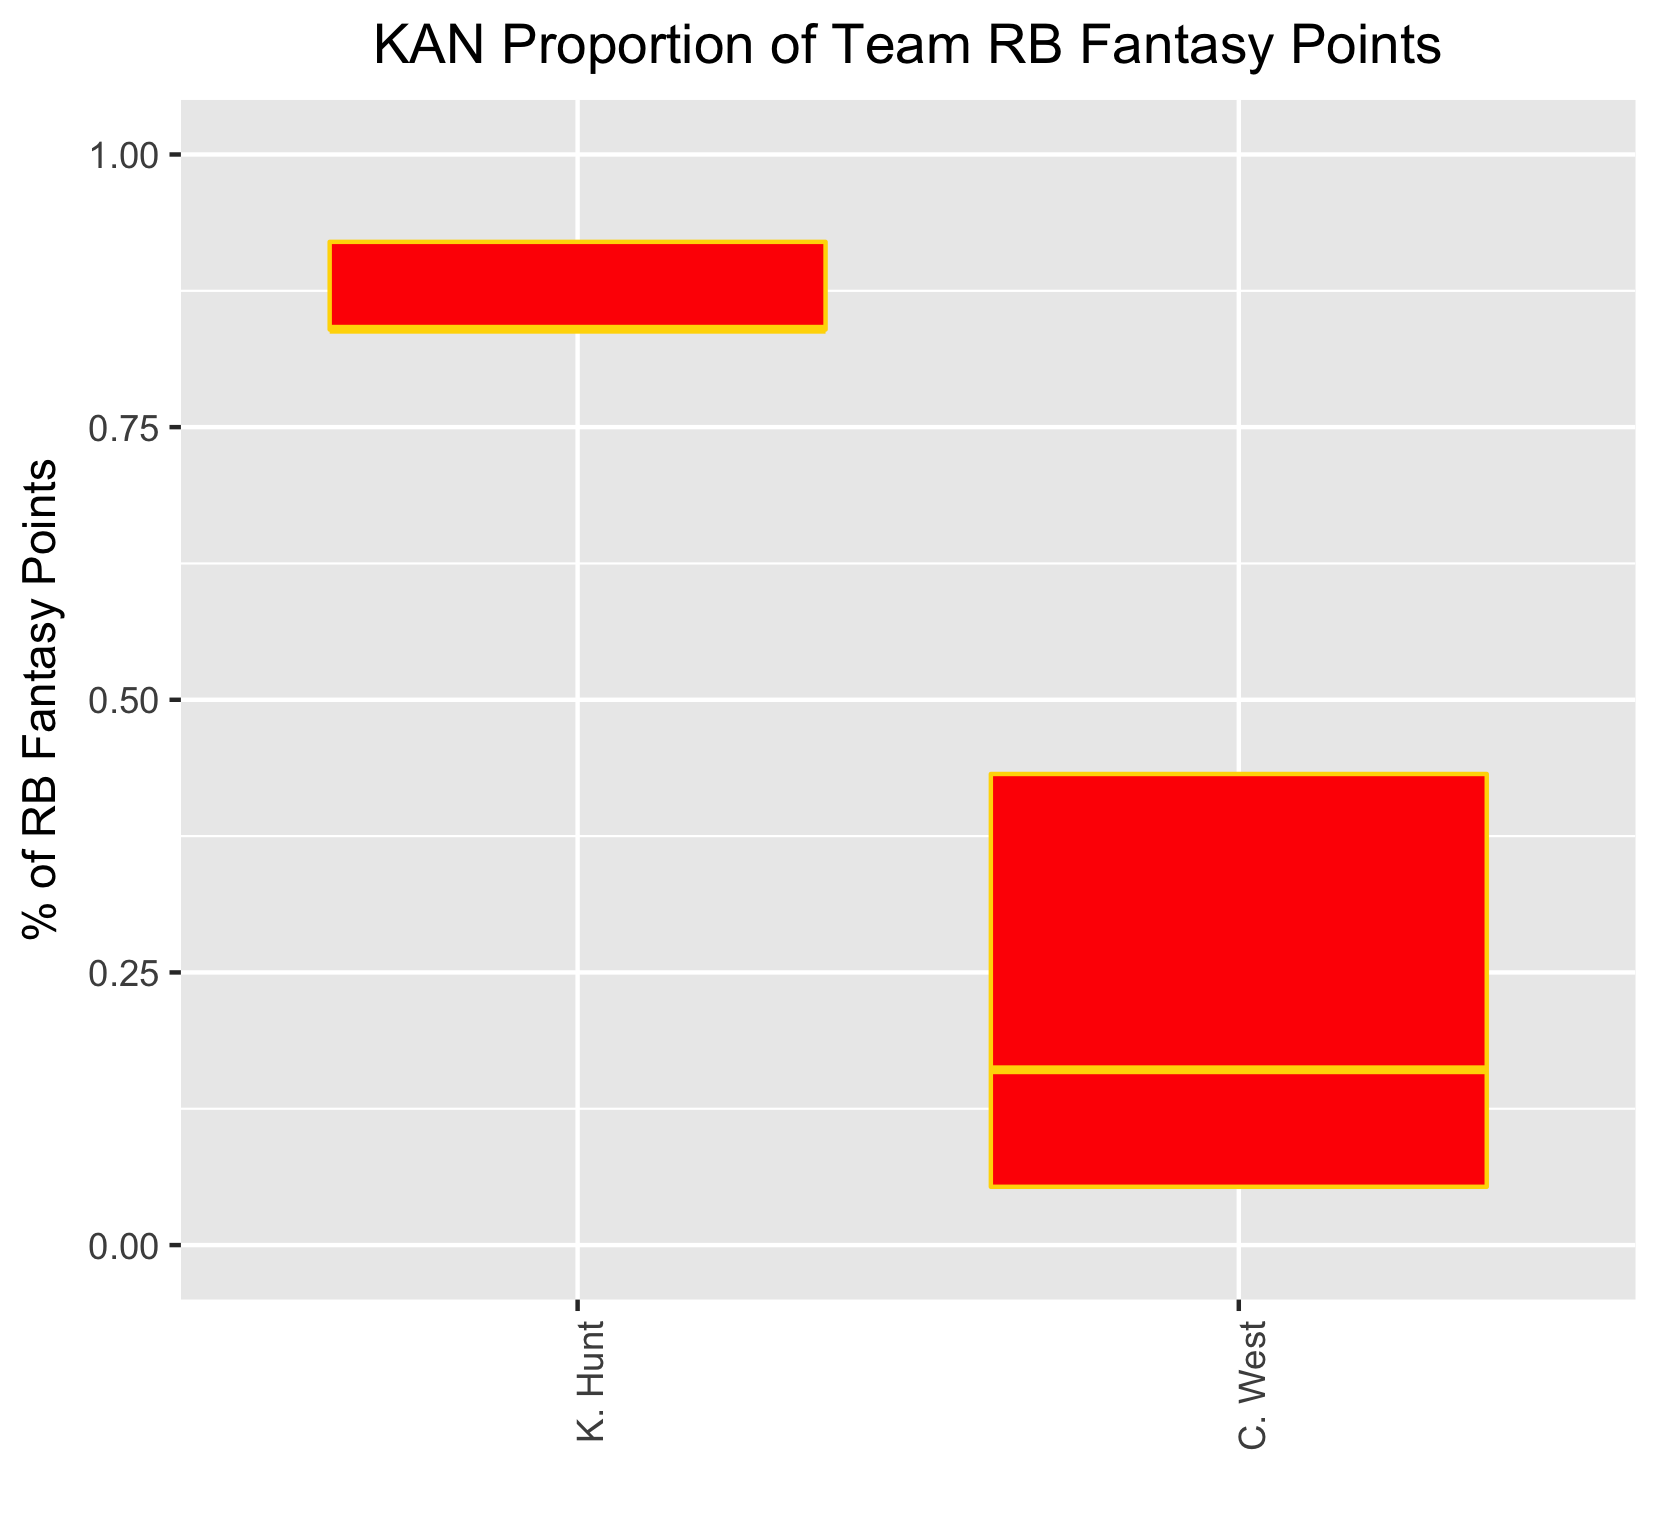 KAN Proportion of Team RB Fantasy Points
% of RB Fantasy Points
1.00
0.75
0.50
0.25
0.00
K. Hunt
C. West